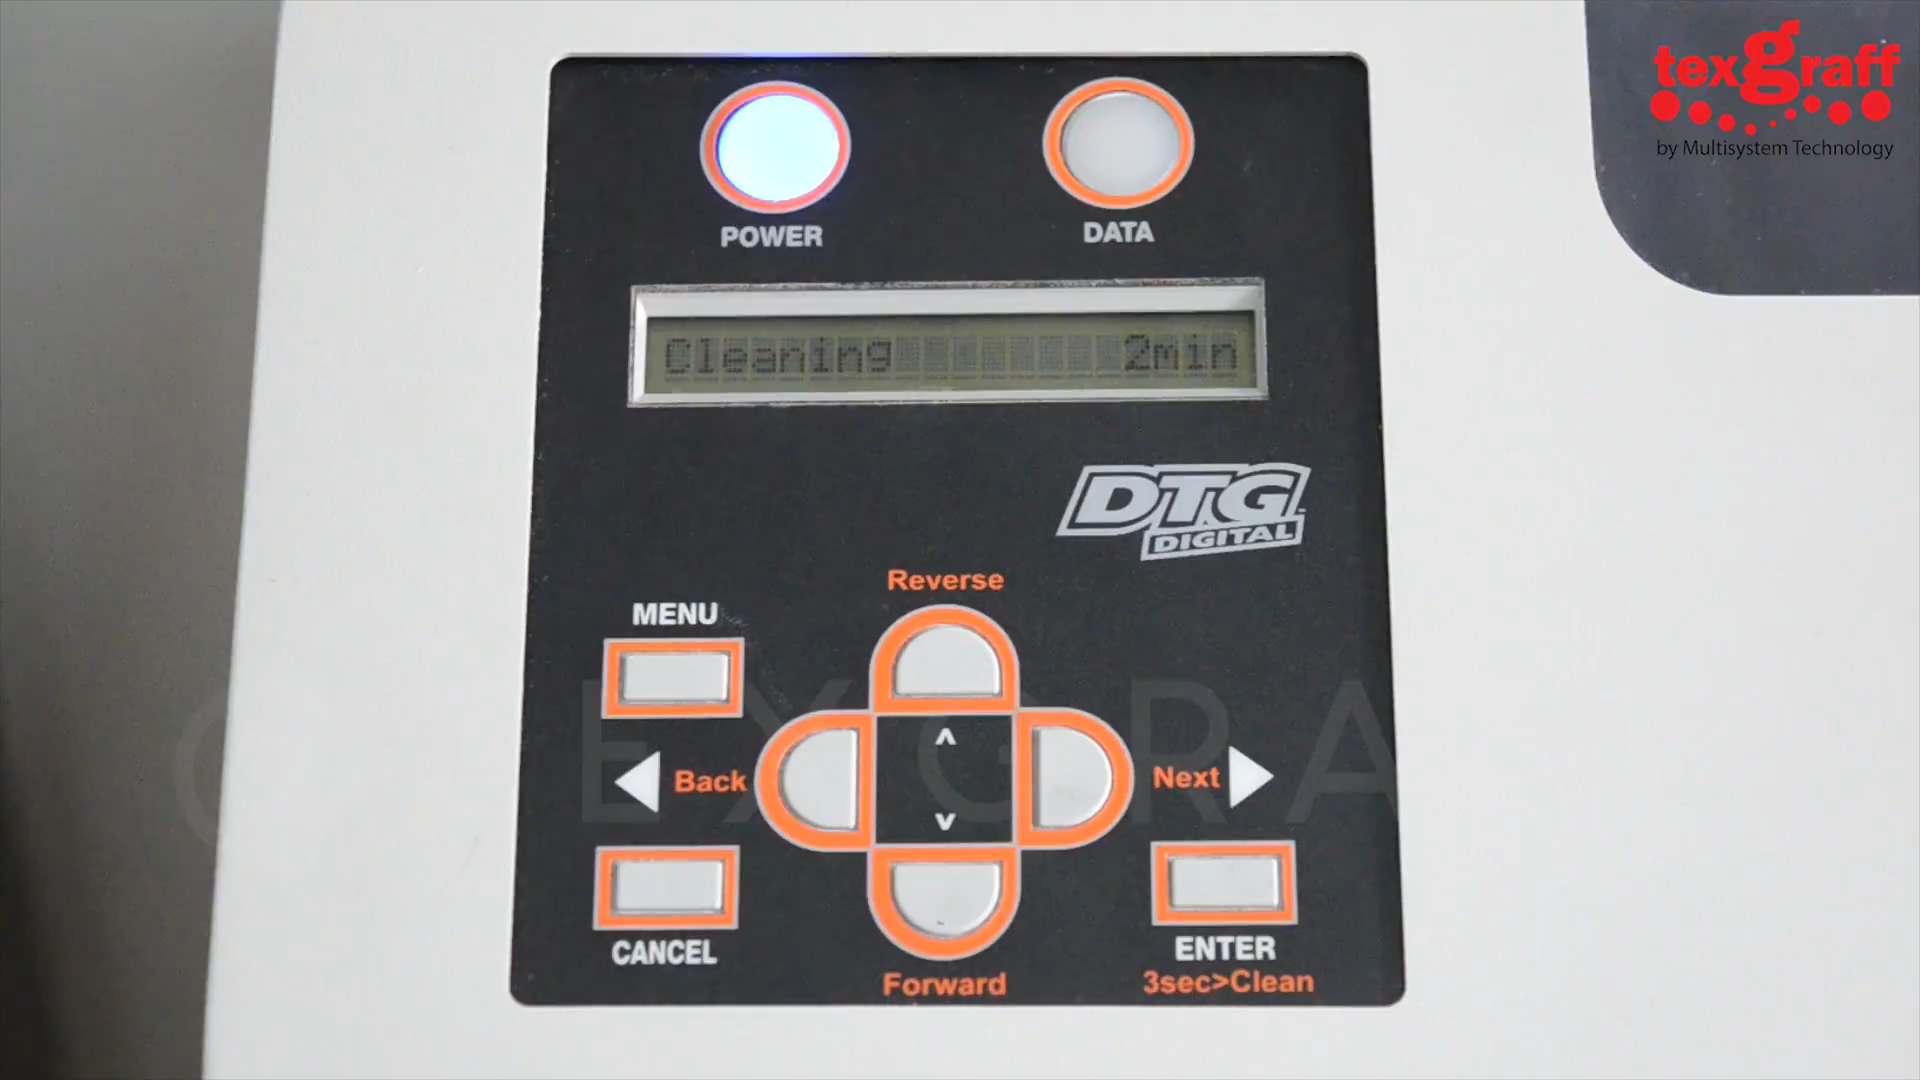 texgraff
by Multisystem Technology
POWER
DATA
Cleaning 2min
DTG
DIGITAL
Reverse
MENU
Back
Next
CANCEL
ENTER
Forward
3sec>Clean